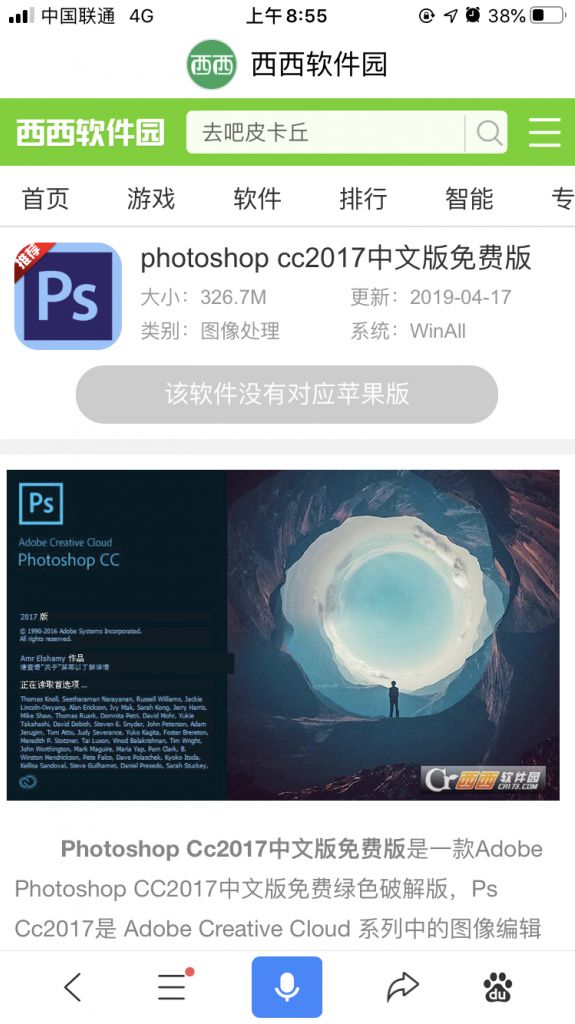 中国联通 4G 上午8:55 38%
西西 西西软件园
西西软件园 去吧皮卡丘
首页 游戏 软件 排行 智能 专
推荐
Ps
photoshop cc2017中文版免费版
大小：326.7M 更新：2019-04-17
类别：图像处理 系统：WinAll
该软件没有对应苹果版
Ps
Adobe Creative Cloud
Photoshop CC
2017 版
© 1990-2016 Adobe Systems Incorporated.
All rights reserved.
Amr Elshamy 作品
请查看"关于"屏幕以了解详情
正在读取首选项...
Thomas Knoll, Seetharaman Narayanan, Russell Williams, Jackie
Lincoln-Owyang, Alan Erickson, Ivy Mak, Sarah Kong, Jerry Harris,
Mike Shaw, Thomas Ruark, Domnita Petri, David Mohr, Yukie
Takahashi, David Dobish, Steven E. Snyder, John Peterson, Adam
Jerugim, Tom Attix, Judy Severance, Yuko Kagita, Foster Brereton,
Meredith P. Stotzner, Tai Luxon, Vinod Balakrishnan, Tim Wright,
John Worthington, Mark Maguire, Maria Yap, Pam Clark, B.
Winston Hendrickson, Pete Falco, Dave Polaschek, Kyoko Itoda,
Kellisa Sandoval, Steve Guilhamet, Daniel Presedo, Sarah Stuckey,
Cr 西西软件园
CR173.COM
Photoshop Cc2017中文版免费版是一款Adobe
Photoshop CC2017中文版免费绿色破解版，Ps
Cc2017是 Adobe Creative Cloud 系列中的图像编辑
du